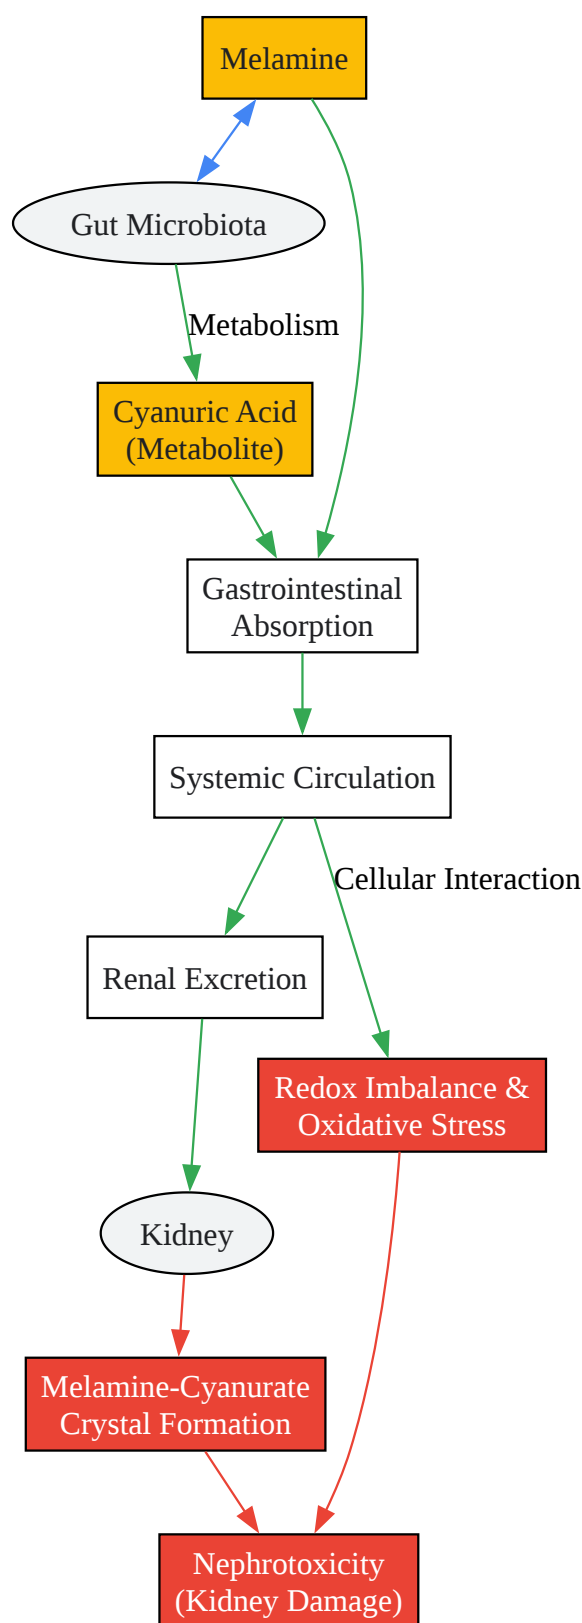 Melamine
Gut Microbiota
Metabolism
Cyanuric Acid
(Metabolite)
Gastrointestinal
Absorption
Systemic Circulation
Cellular Interaction
Renal Excretion
Redox Imbalance &
Oxidative Stress
Kidney
Melamine-Cyanurate
Crystal Formation
Nephrotoxicity
(Kidney Damage)